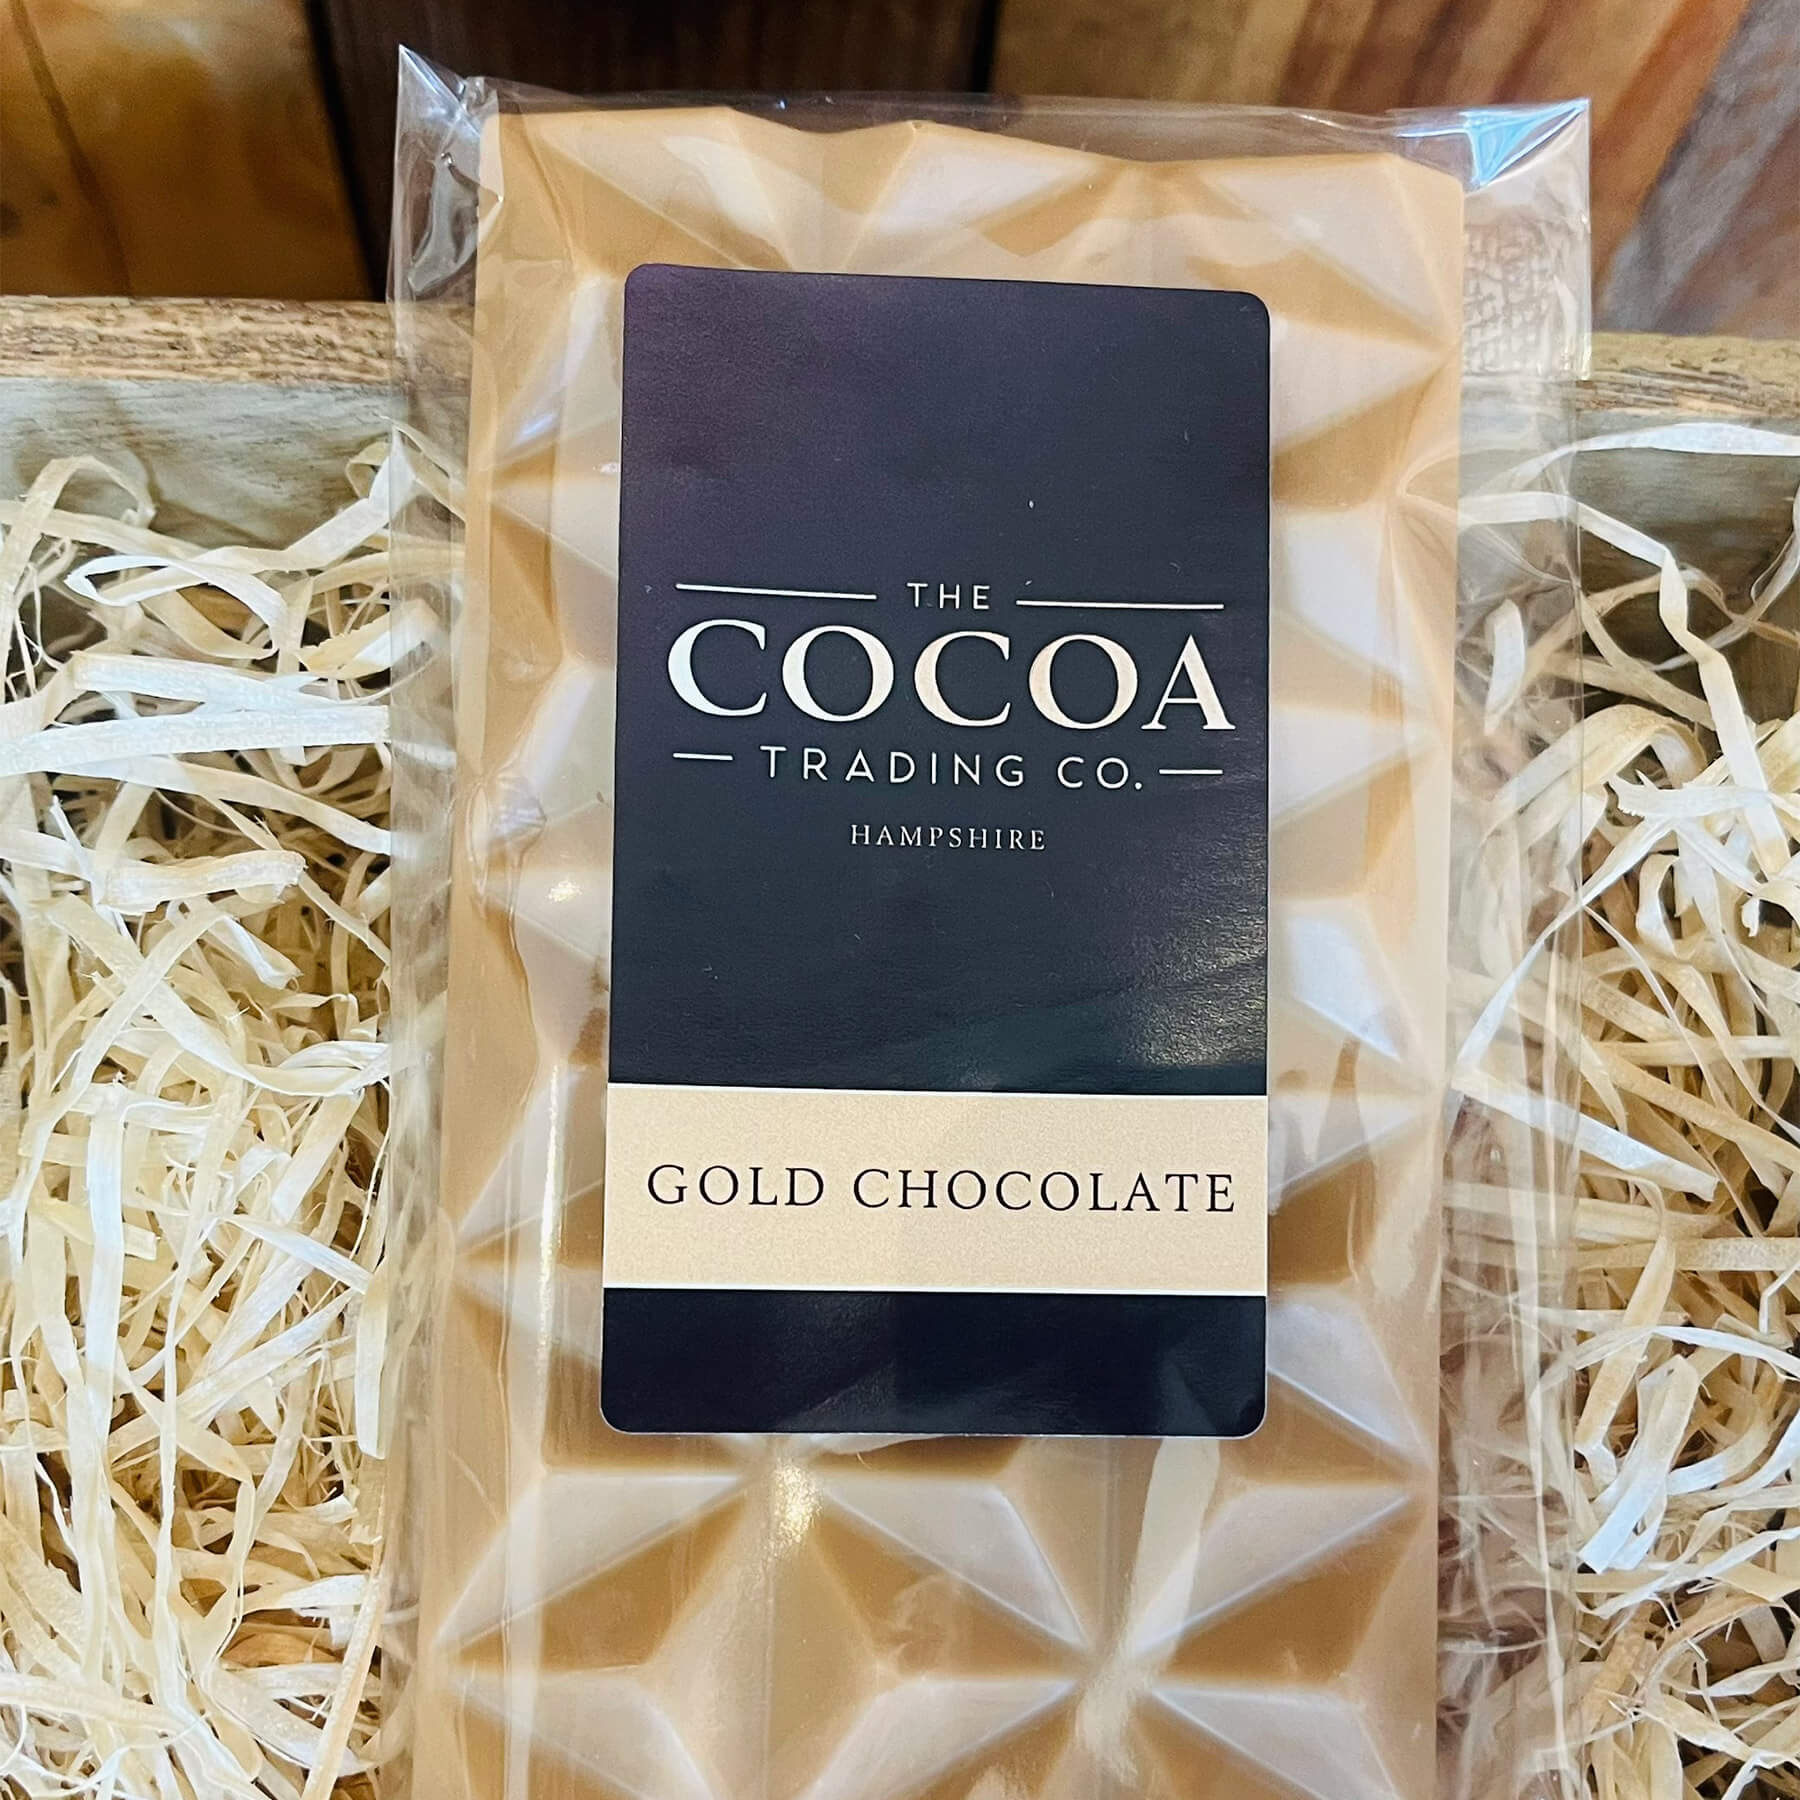 THE
COCOA
TRADING CO.
HAMPSHIRE
GOLD CHOCOLATE